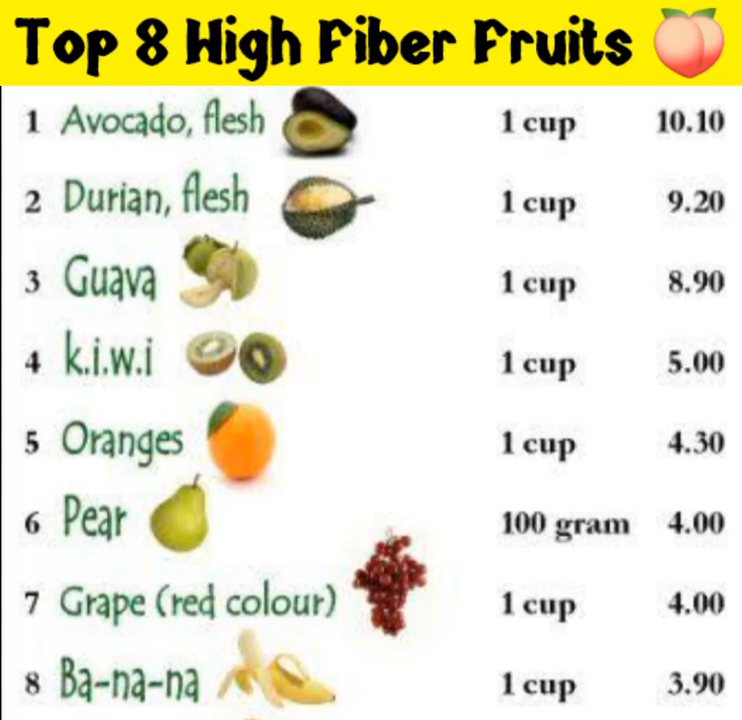 Top 8 High Fiber Fruits 🍑
1 Avocado, flesh 1 cup 10.10
2 Durian, flesh 1 cup 9.20
3 Guava 1 cup 8.90
4 k.i.w.i 1 cup 5.00
5 Oranges 1 cup 4.30
6 Pear 100 gram 4.00
7 Grape (red colour) 1 cup 4.00
8 Ba-na-na 1 cup 3.90